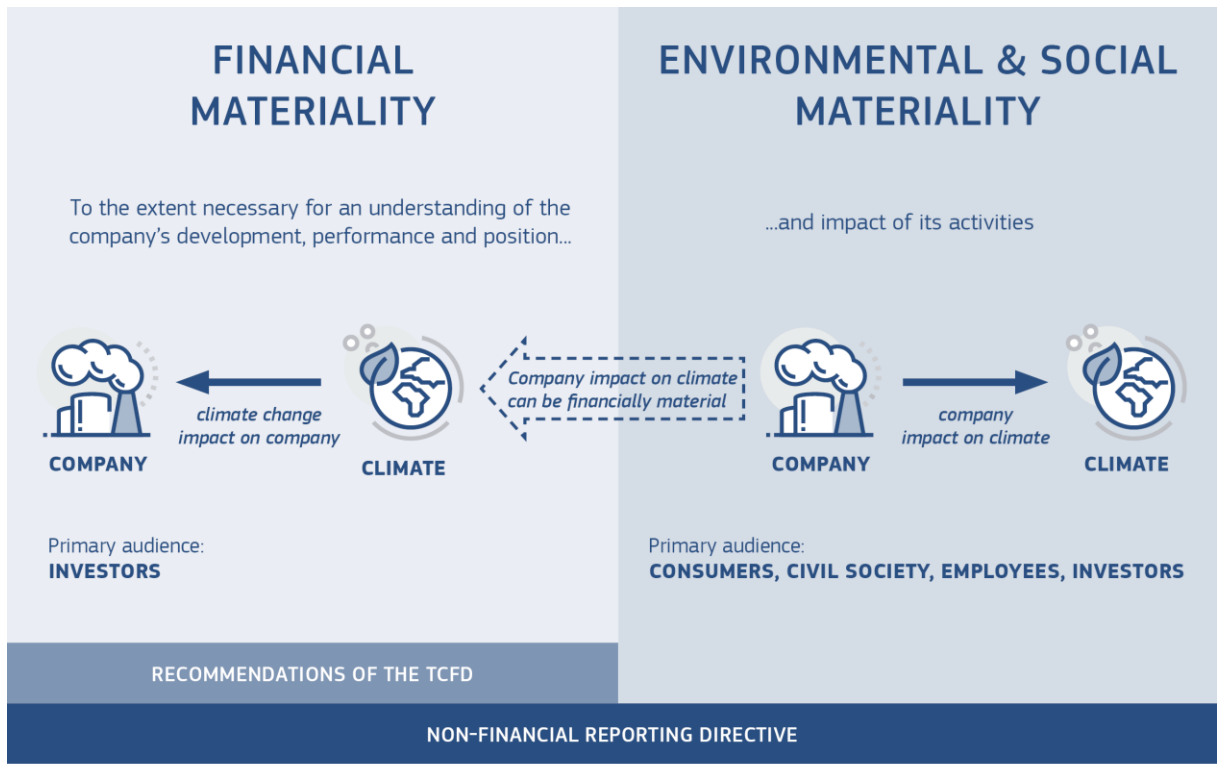 FINANCIAL
MATERIALITY
To the extent necessary for an understanding of the
company's development, performance and position...
climate change
impact on company
COMPANY
CLIMATE
Primary audience:
INVESTORS
RECOMMENDATIONS OF THE TCFD
Company impact on climate
can be financially material
ENVIRONMENTAL & SOCIAL
MATERIALITY
...and impact of its activities
company
impact on climate
COMPANY
CLIMATE
Primary audience:
CONSUMERS, CIVIL SOCIETY, EMPLOYEES, INVESTORS
NON-FINANCIAL REPORTING DIRECTIVE